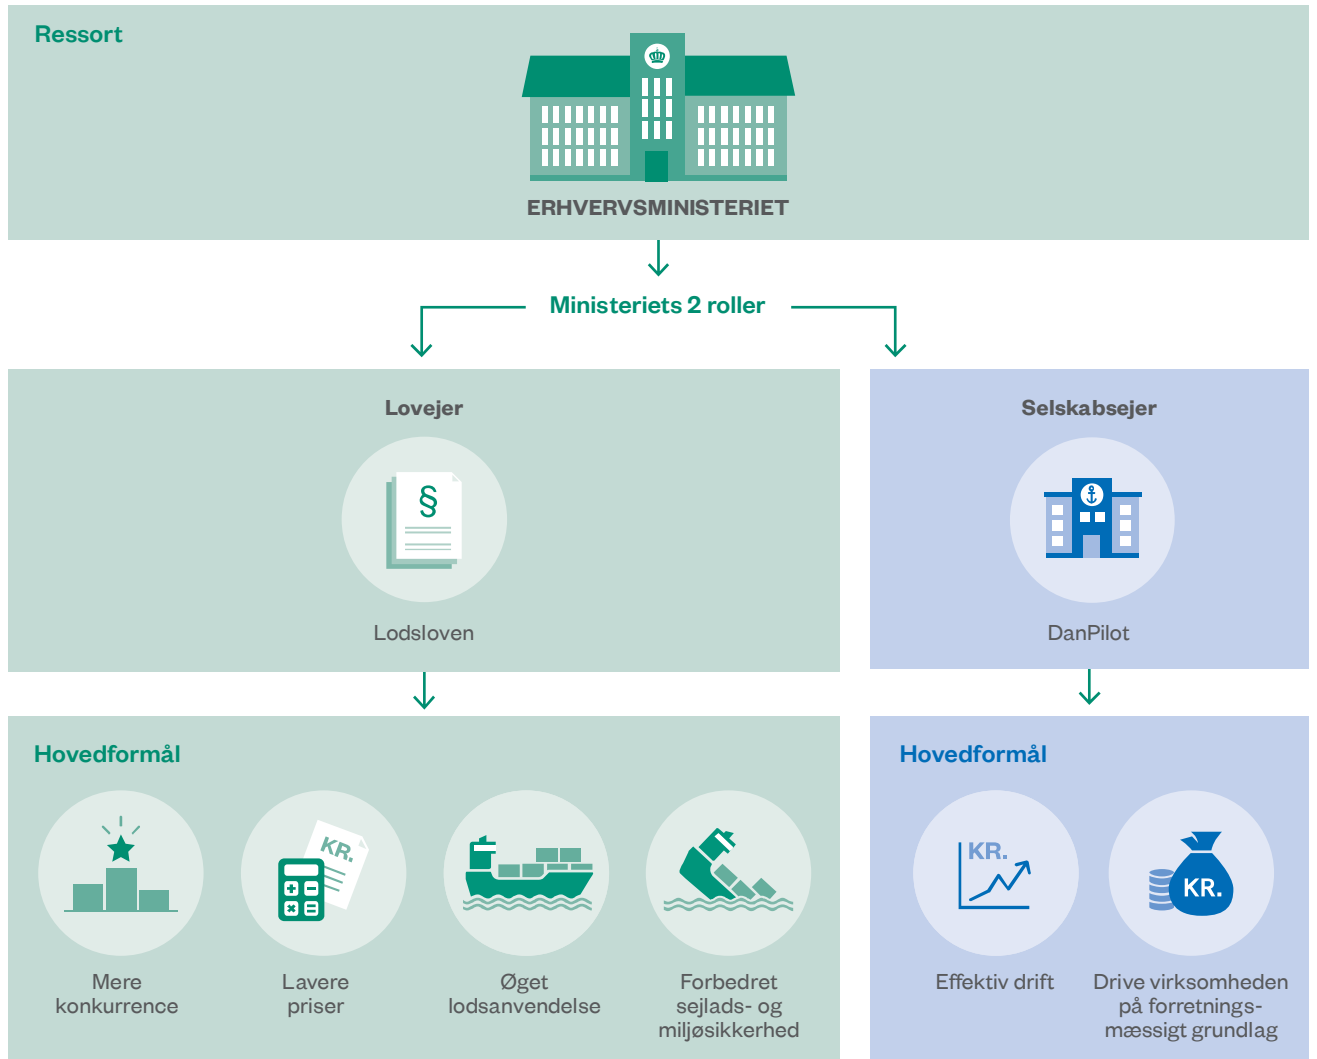 Ressort
ERHVERVSMINISTERIET
Ministeriets 2 roller
Lovejer
§
Lodsloven
Selskabsejer
DanPilot
Hovedformål
KR.
Mere
konkurrence
Lavere
priser
Øget
lodsanvendelse
Forbedret
sejlads- og
miljøsikkerhed
Hovedformål
KR.
KR.
Effektiv drift
Drive virksomheden
på forretnings-
mæssigt grundlag